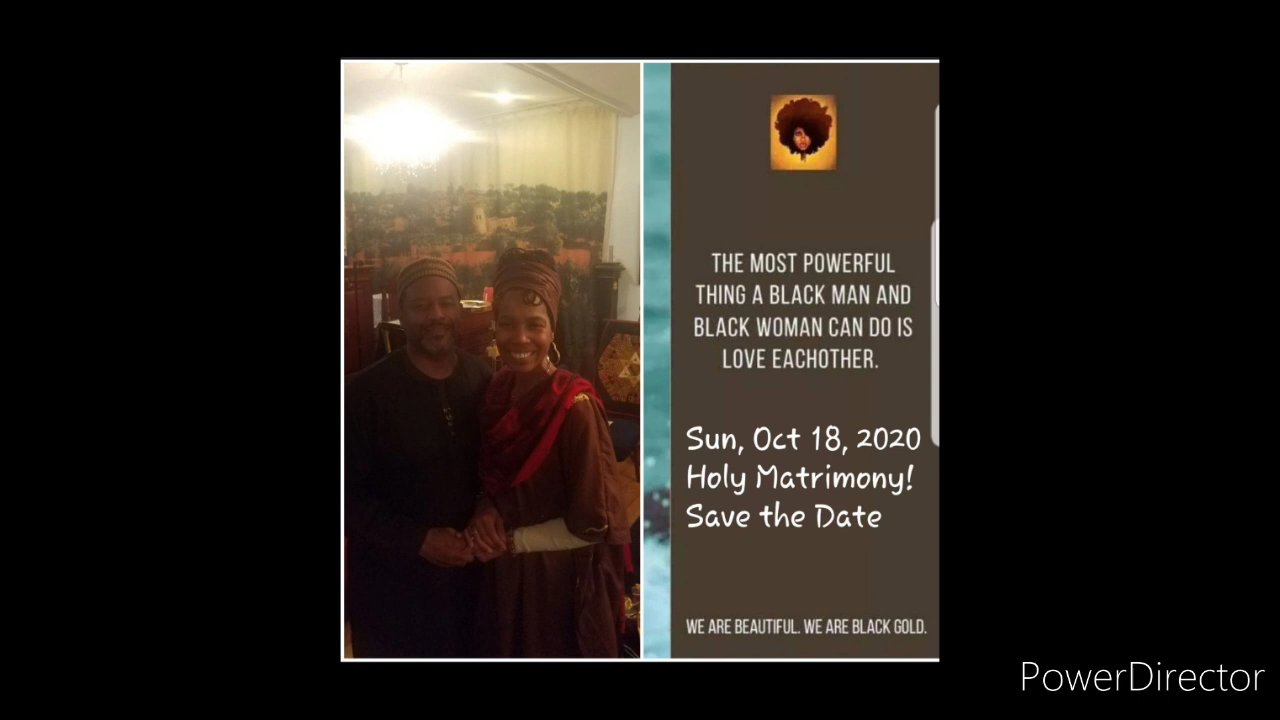 THE MOST POWERFUL
THING A BLACK MAN AND
BLACK WOMAN CAN DO IS
LOVE EACHOTHER.
Sun, Oct 18, 2020
Holy Matrimony!
Save the Date
WE ARE BEAUTIFUL. WE ARE BLACK GOLD.
PowerDirector